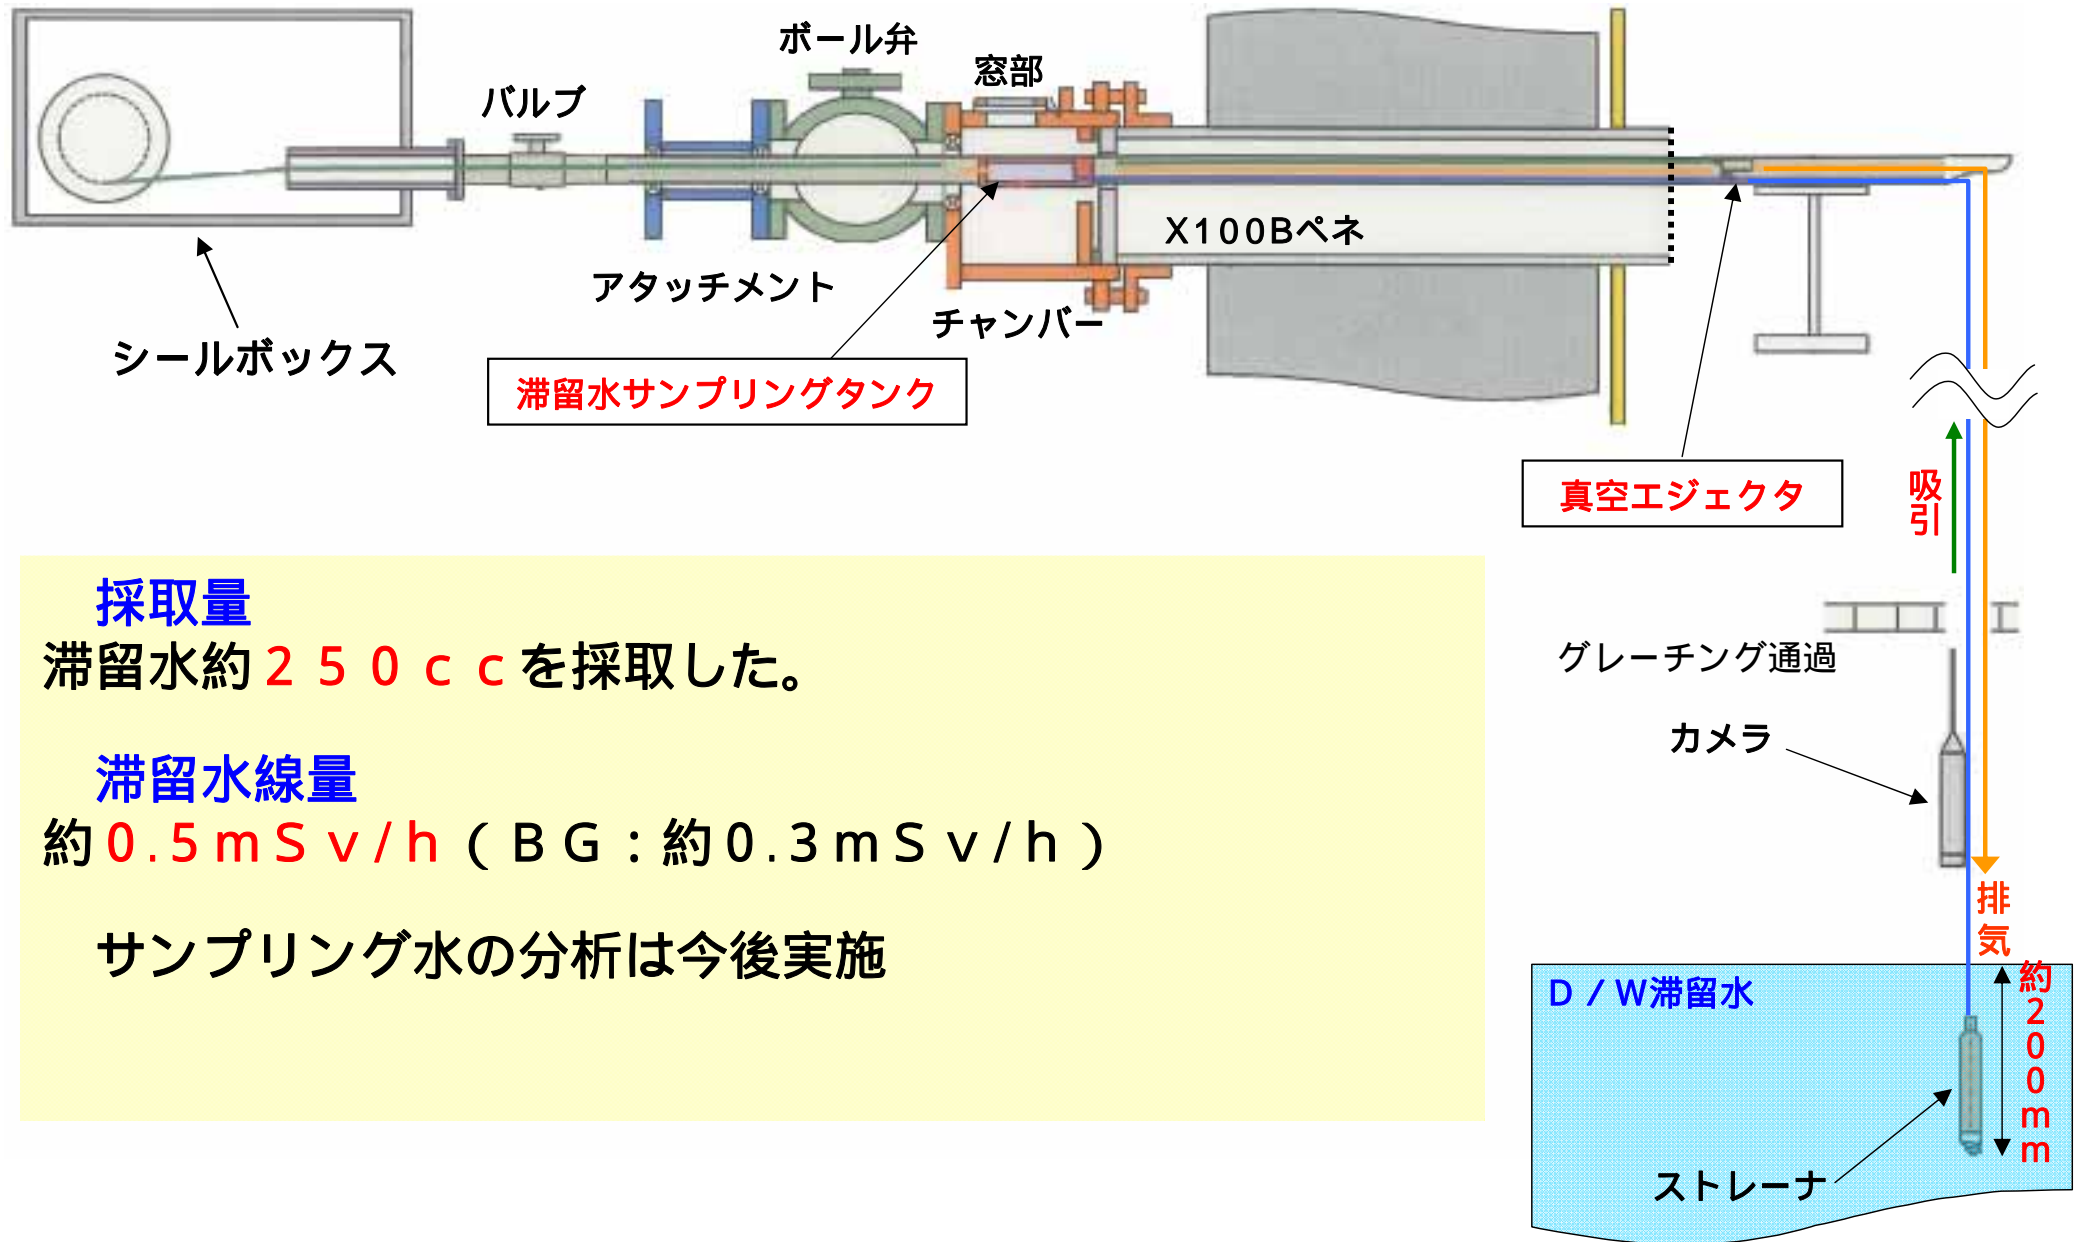 ボール弁
窓部
バルブ
X100Bペネ
アタッチメント
チャンバー
シールボックス
滞留水サンプリングタンク
真空エジェクタ
吸引
採取量
滞留水約250ccを採取した。
グレーチング通過
カメラ
滞留水線量
約0.5mSv/h(BG:約0.3mSv/h)
排気
サンプリング水の分析は今後実施
D/W滞留水
約200mm
ストレーナ